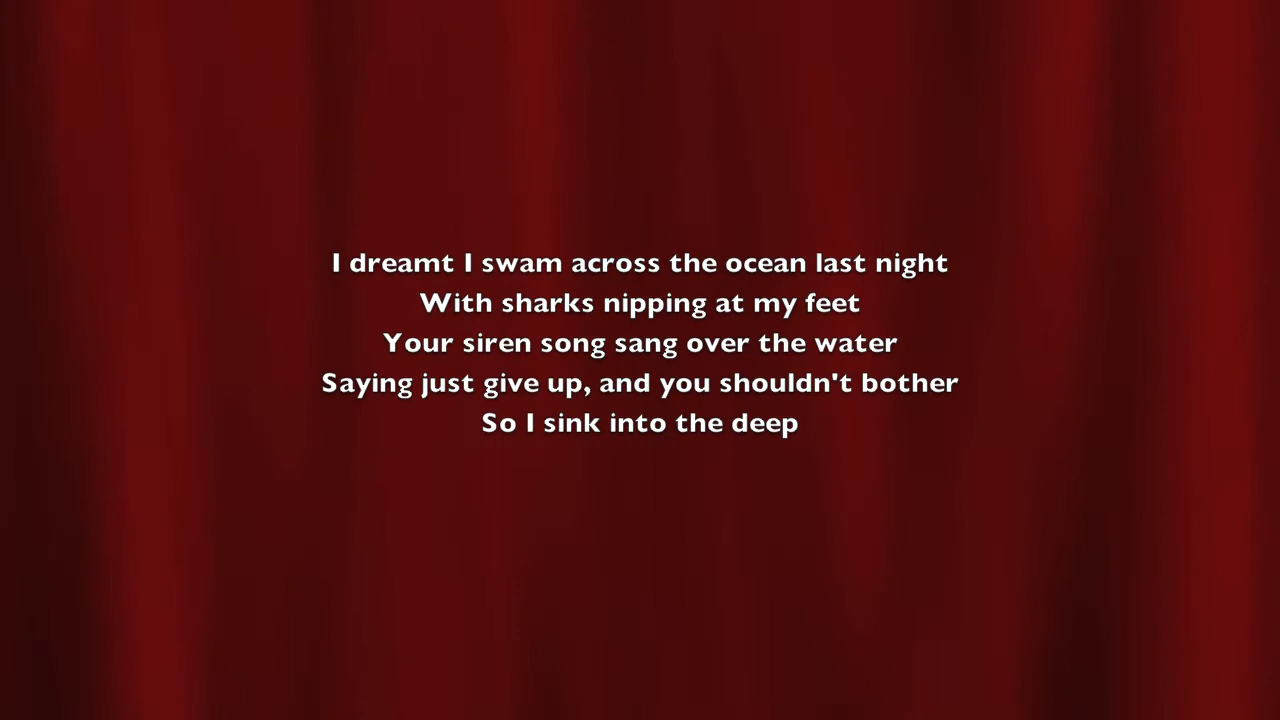 I dreamt I swam across the ocean last night
With sharks nipping at my feet
Your siren song sang over the water
Saying just give up, and you shouldn't bother
So I sink into the deep